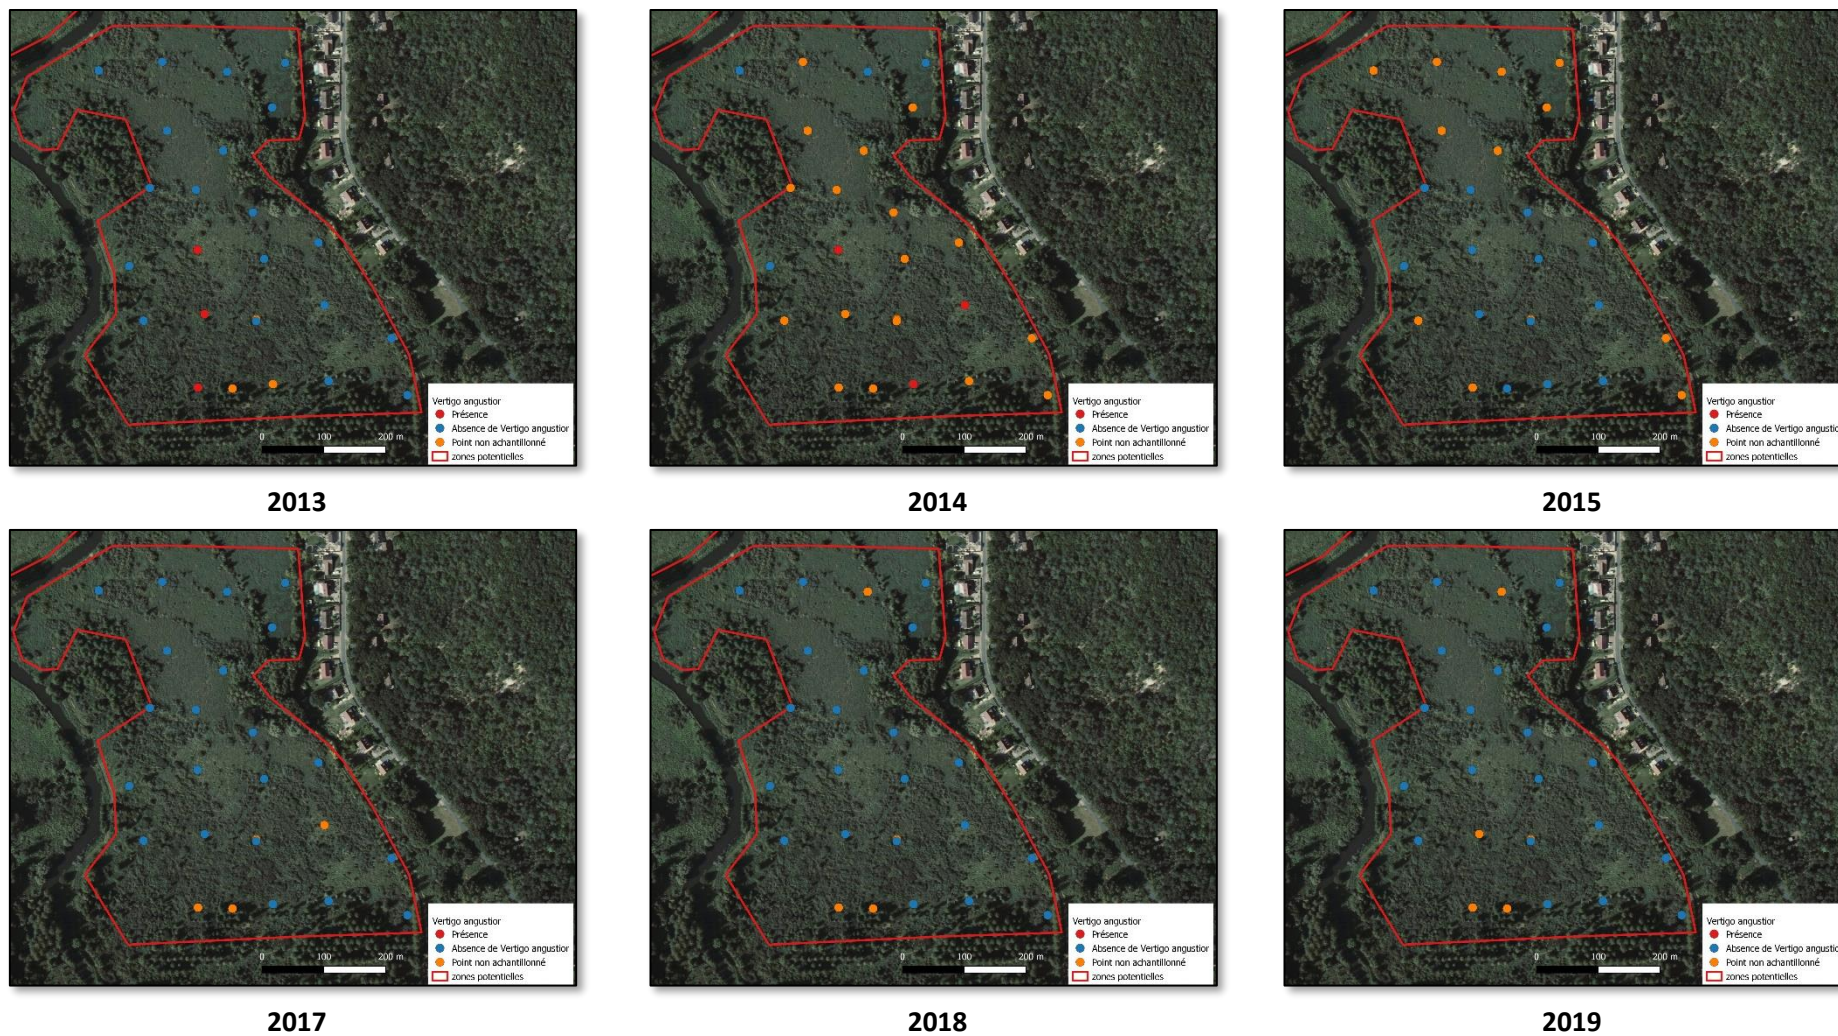 Vertigo angustior
Présence
Absence de Vertigo angustior
Point non achantillonné
zones potentielles
0 100 200 m
2013
Vertigo angustior
Présence
Absence de Vertigo angustior
Point non achantillonné
zones potentielles
0 100 200 m
2014
Vertigo angustior
Présence
Absence de Vertigo angustior
Point non achantillonné
zones potentielles
0 100 200 m
2015
Vertigo angustior
Présence
Absence de Vertigo angustior
Point non achantillonné
zones potentielles
0 100 200 m
2017
Vertigo angustior
Présence
Absence de Vertigo angustior
Point non achantillonné
zones potentielles
0 100 200 m
2018
Vertigo angustior
Présence
Absence de Vertigo angustior
Point non achantillonné
zones potentielles
0 100 200 m
2019